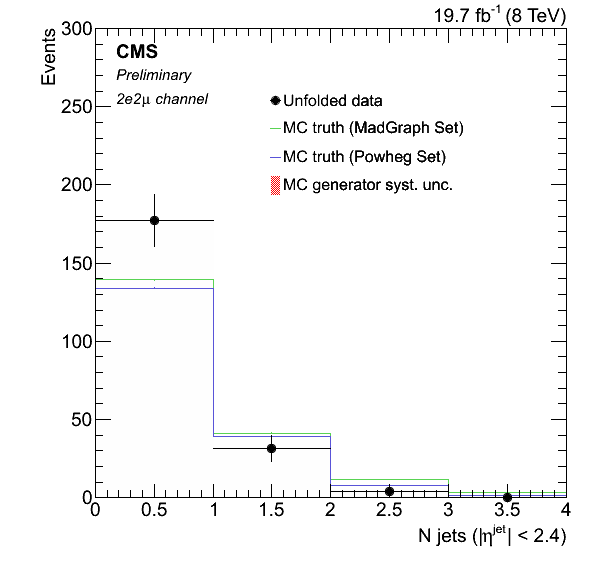 19.7 fb⁻¹ (8 TeV)
Events
CMS
Preliminary
2e2μ channel
Unfolded data
MC truth (MadGraph Set)
MC truth (Powheg Set)
MC generator syst. unc.
300
250
200
150
100
50
0
0 0.5 1 1.5 2 2.5 3 3.5 4
N jets (|η^jet| < 2.4)